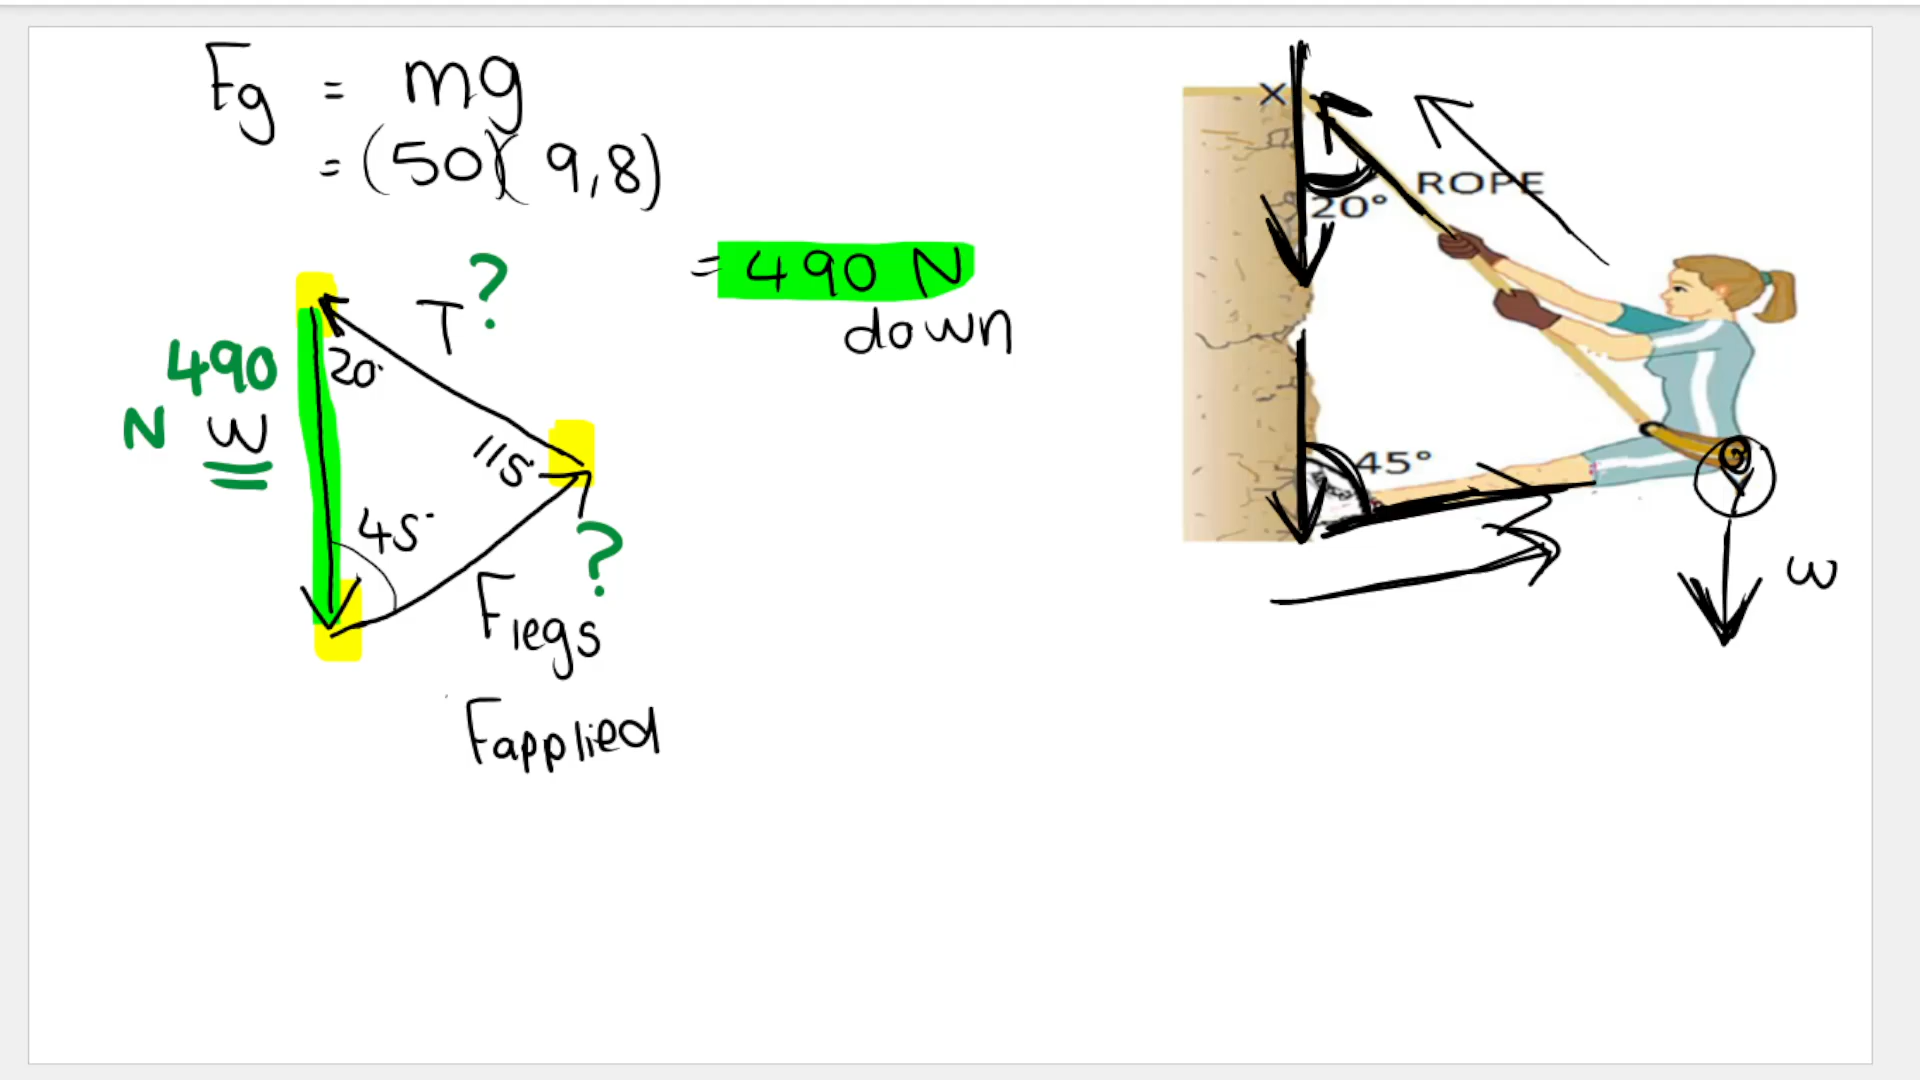 Fg = mg
= (50)(9,8)
= 490 N
down
T ?
490
N W
20°
115°
45°
?
Flegs
Fapplied
X
ROPE
20°
45°
W